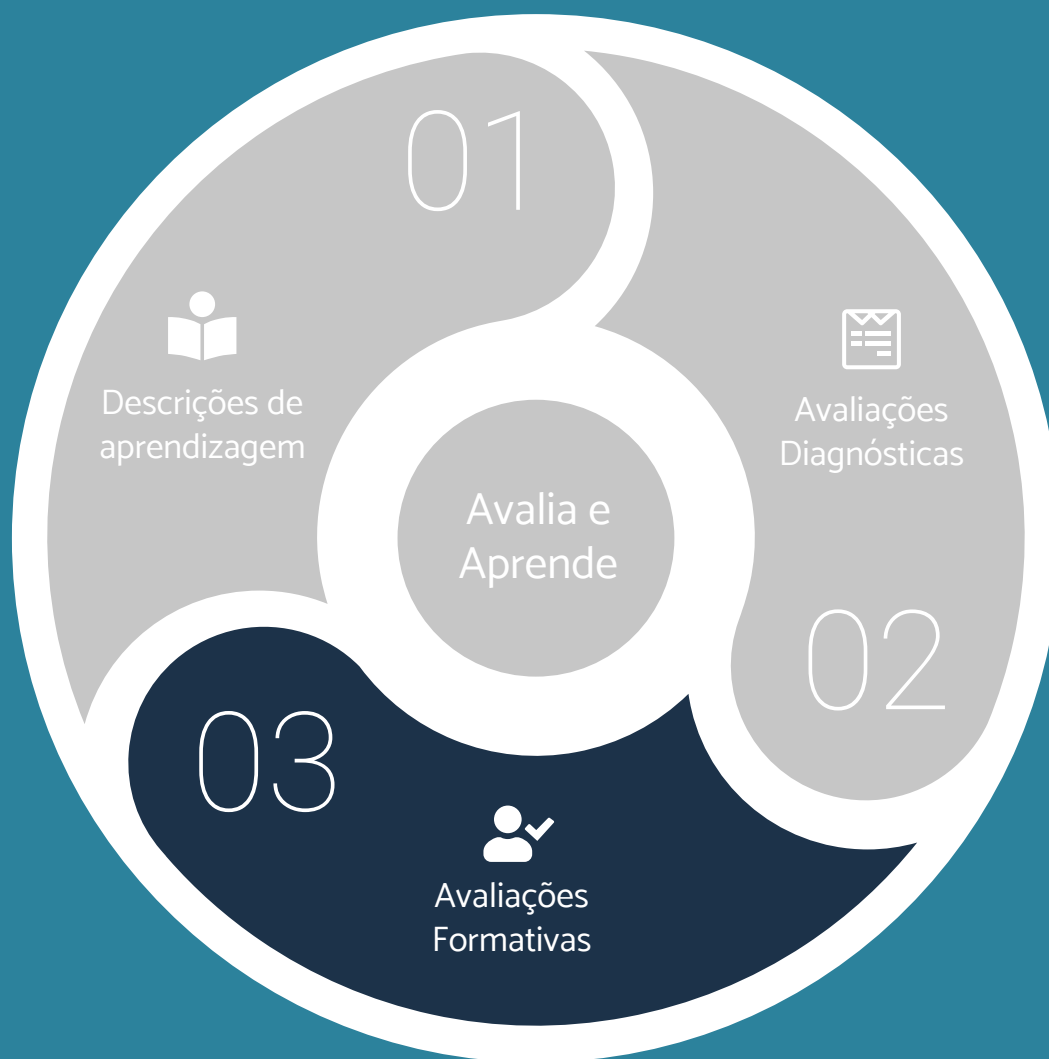 01
Descrições de
aprendizagem
Avaliações
Diagnósticas
02
Avalia e
Aprende
03
Avaliações
Formativas